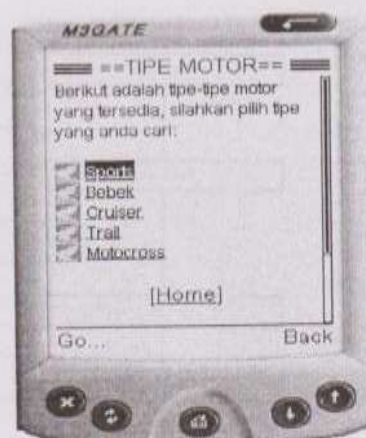 M3GATE
==TIPE MOTOR==
Berikut adalah tipe-tipe motor
yang tersedia, silahkan pilih tipe
yang anda cari:
Sports
Bebek
Cruiser
Trail
Motocross
[Home]
Go... Back